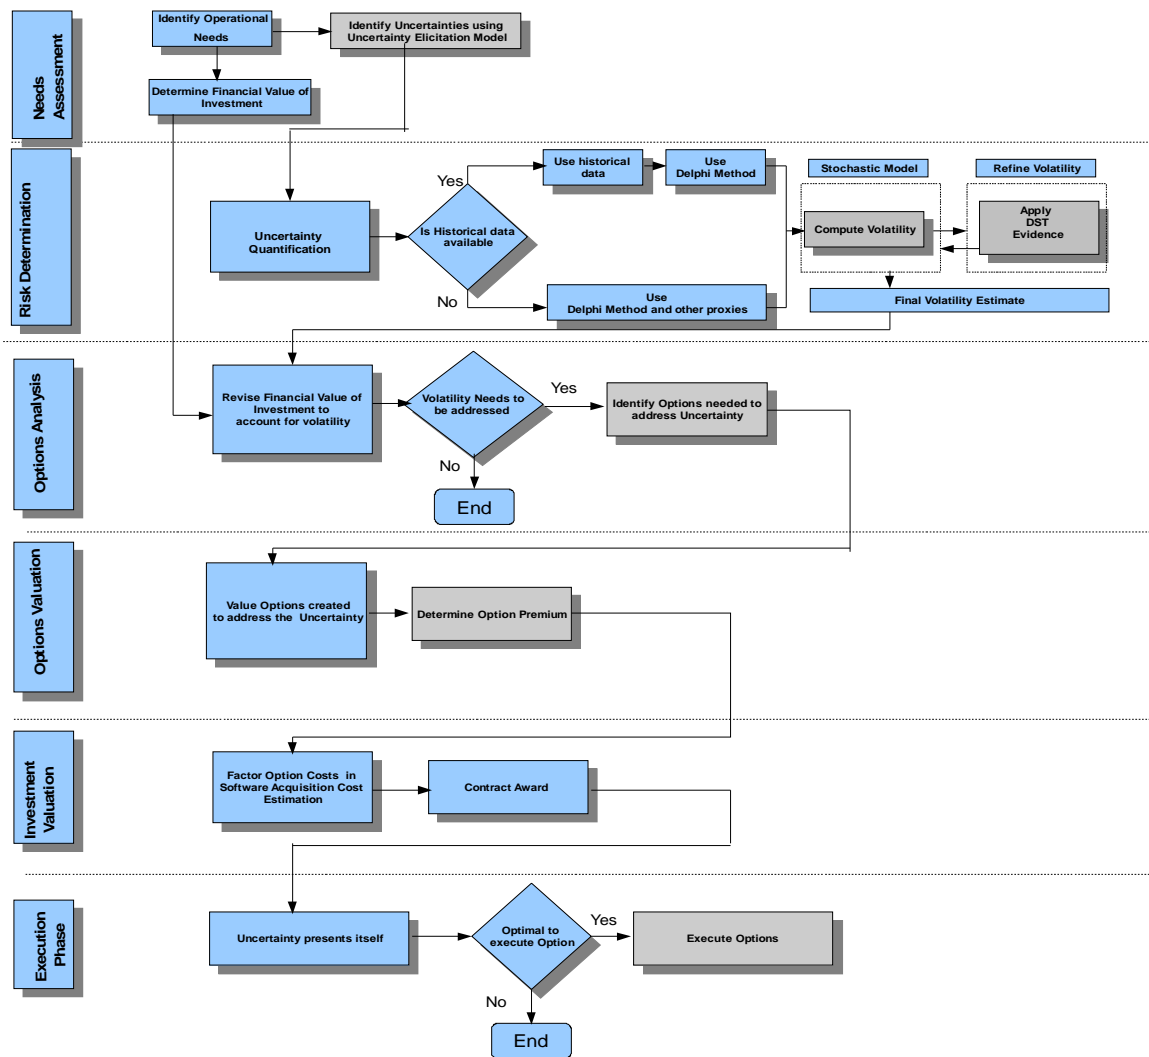 Needs
Assessment
Identify Operational
Needs
Identify Uncertainties using
Uncertainty Elicitation Model
Determine Financial Value of
Investment
Risk Determination
Uncertainty
Quantification
Is Historical data
available
Yes
No
Use historical
data
Use
Delphi Method
Use
Delphi Method and other proxies
Stochastic Model
Compute Volatility
Refine Volatility
Apply
DST
Evidence
Final Volatility Estimate
Options Analysis
Revise Financial Value of
Investment to
account for volatility
Volatility Needs to
be addressed
Yes
No
Identify Options needed to
address Uncertainty
End
Options Valuation
Value Options created
to address the Uncertainty
Determine Option Premium
Investment
Valuation
Factor Option Costs in
Software Acquisition Cost
Estimation
Contract Award
Execution
Phase
Uncertainty presents itself
Optimal to
execute Option
Yes
No
Execute Options
End